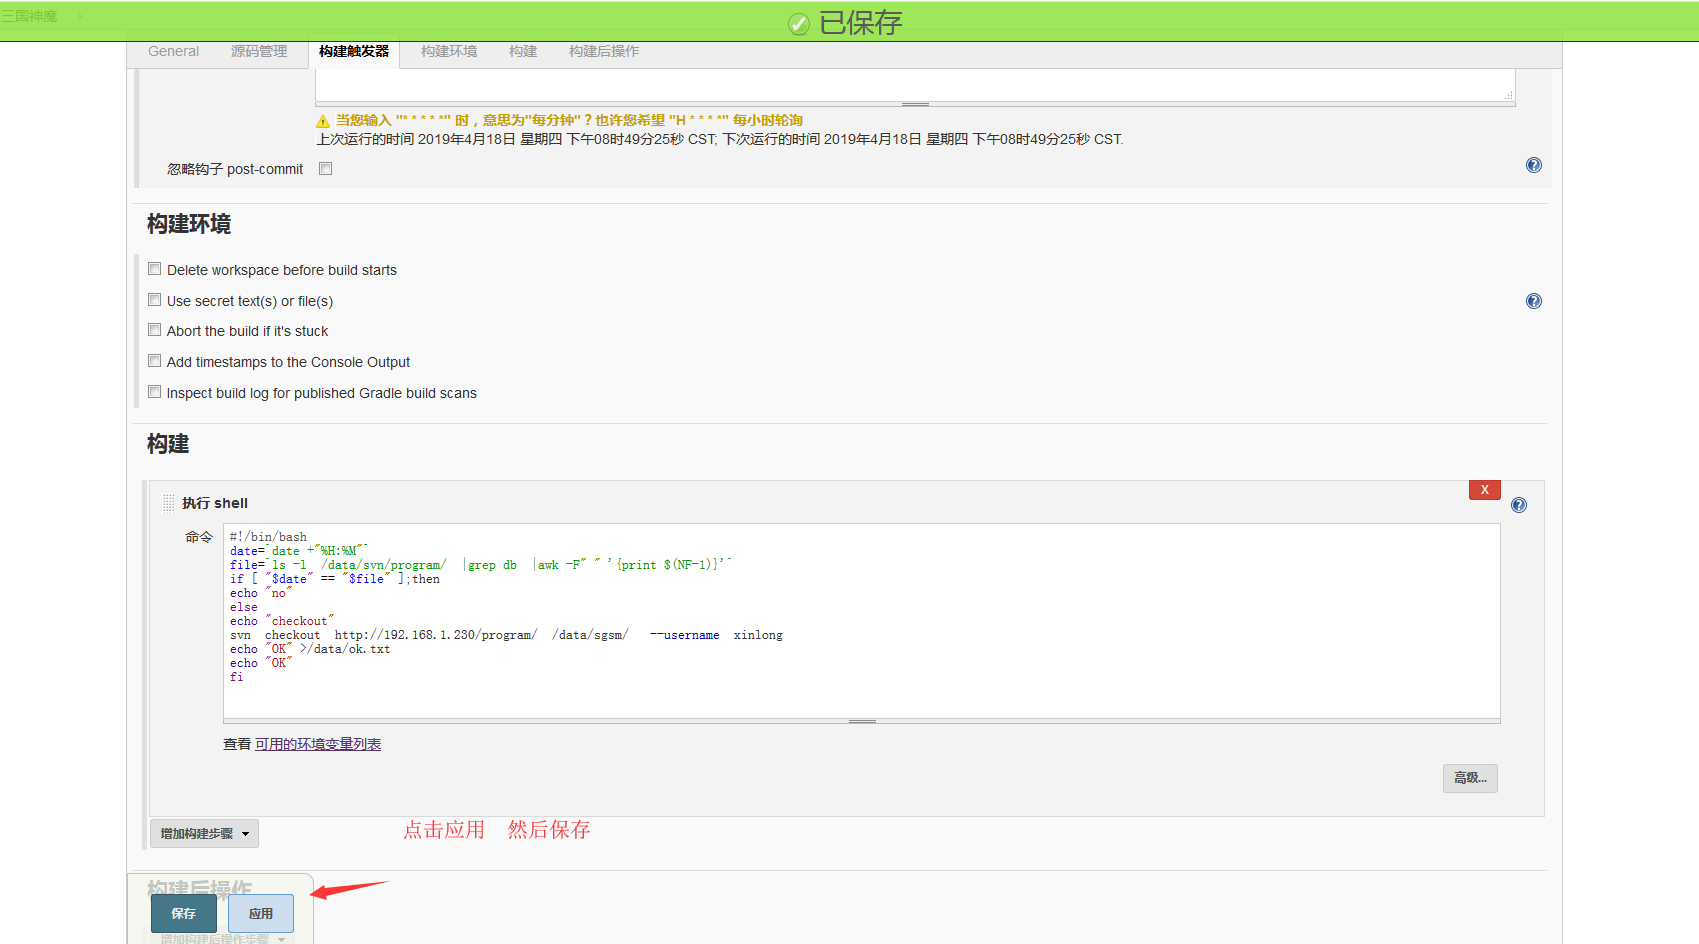 三国神魔
已保存
General 源码管理 构建触发器 构建环境 构建 构建后操作
当您输入 "* * * * *" 时，意思为"每分钟"？也许您希望 "H * * * *" 每小时轮询
上次运行的时间 2019年4月18日 星期四 下午08时49分25秒 CST; 下次运行的时间 2019年4月18日 星期四 下午08时49分25秒 CST.
忽略钩子 post-commit
构建环境
Delete workspace before build starts
Use secret text(s) or file(s)
Abort the build if it's stuck
Add timestamps to the Console Output
Inspect build log for published Gradle build scans
构建
执行 shell
X
命令
#!/bin/bash
date=`date +"%H:%M"`
file=`ls -l  /data/svn/program/  |grep db  |awk -F" " '{print $(NF-1)}'`
if [ "$date" == "$file" ];then
echo "no"
else
echo "checkout"
svn  checkout  http://192.168.1.230/program/  /data/sgsm/   --username  xinlong
echo "OK" >/data/ok.txt
echo "OK"
fi
查看 可用的环境变量列表
高级...
增加构建步骤
点击应用 然后保存
构建后操作
保存 应用
增加构建后操作步骤